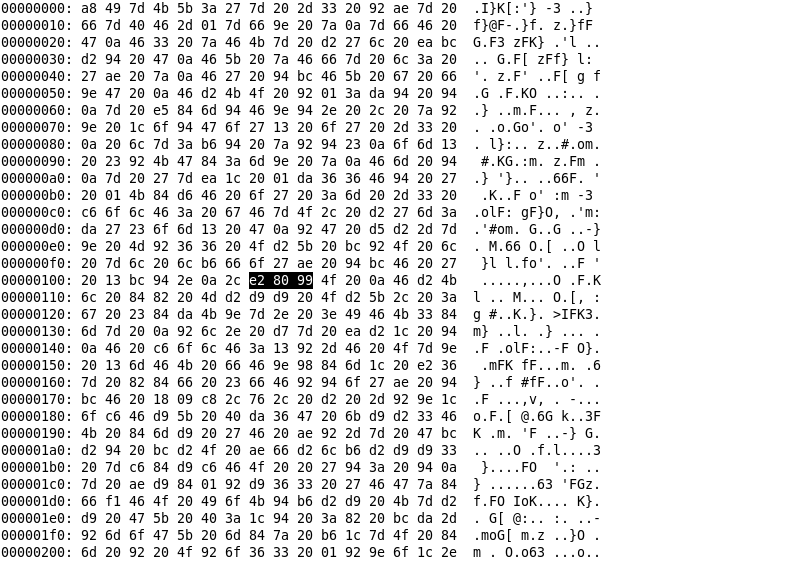 00000000: a8 49 7d 4b 5b 3a 27 7d 20 2d 33 20 92 ae 7d 20  .I}K[:'} -3 ..}
00000010: 66 7d 40 46 2d 01 7d 66 9e 20 7a 0a 7d 66 46 20  f}@F-.}f. z.}fF
00000020: 47 0a 46 33 20 7a 46 4b 7d 20 d2 27 6c 20 ea bc  G.F3 zFK} .'l ..
00000030: d2 94 20 47 0a 46 5b 20 7a 46 66 7d 20 6c 3a 20  .. G.F[ zFf} l:
00000040: 27 ae 20 7a 0a 46 27 20 94 bc 46 5b 20 67 20 66  '. z.F' ..F[ g f
00000050: 9e 47 20 0a 46 d2 4b 4f 20 92 01 3a da 94 20 94  .G .F.KO ..:.. .
00000060: 0a 7d 20 e5 84 6d 94 46 9e 94 2e 20 2c 20 7a 92  .} ..m.F... , z.
00000070: 9e 20 1c 6f 94 47 6f 27 13 20 6f 27 20 2d 33 20  . .o.Go'. o' -3
00000080: 0a 20 6c 7d 3a b6 94 20 7a 92 94 23 0a 6f 6d 13  . l}:.. z..#.om.
00000090: 20 23 92 4b 47 84 3a 6d 9e 20 7a 0a 46 6d 20 94  #.KG.:m. z.Fm .
000000a0: 0a 7d 20 27 7d ea 1c 20 01 da 36 36 46 94 20 27  .} '}.. ..66F. '
000000b0: 20 01 4b 84 d6 46 20 6f 27 20 3a 6d 20 2d 33 20  .K..F o' :m -3
000000c0: c6 6f 6c 46 3a 20 67 46 7d 4f 2c 20 d2 27 6d 3a  .olF: gF}O, .'m:
000000d0: da 27 23 6f 6d 13 20 47 0a 92 47 20 d5 d2 2d 7d  .'#om. G..G ..-}
000000e0: 9e 20 4d 92 36 36 20 4f d2 5b 20 bc 92 4f 20 6c  . M.66 O.[ ..O l
000000f0: 20 7d 6c 20 6c b6 66 6f 27 ae 20 94 bc 46 20 27  }l l.fo'. ..F '
00000100: 20 13 bc 94 2e 0a 2c e2 80 99 4f 20 0a 46 d2 4b  .....,...O .F.K
00000110: 6c 20 84 82 20 4d d2 d9 d9 20 4f d2 5b 2c 20 3a  l .. M... O.[, :
00000120: 67 20 23 84 da 4b 9e 7d 2e 20 3e 49 46 4b 33 84  g #..K.}. >IFK3.
00000130: 6d 7d 20 0a 92 6c 2e 20 d7 7d 20 ea d2 1c 20 94  m} ..l. .} ... .
00000140: 0a 46 20 c6 6f 6c 46 3a 13 92 2d 46 20 4f 7d 9e  .F .olF:..-F O}.
00000150: 20 13 6d 46 4b 20 66 46 9e 98 84 6d 1c 20 e2 36  .mFK fF...m. .6
00000160: 7d 20 82 84 66 20 23 66 46 92 94 6f 27 ae 20 94  } ..f #fF..o'. .
00000170: bc 46 20 18 09 c8 2c 76 2c 20 d2 20 2d 92 9e 1c  .F ...,v, . -...
00000180: 6f c6 46 d9 5b 20 40 da 36 47 20 6b d9 d2 33 46  o.F.[ @.6G k..3F
00000190: 4b 20 84 6d d9 20 27 46 20 ae 92 2d 7d 20 47 bc  K .m. 'F ..-} G.
000001a0: d2 94 20 bc d2 4f 20 ae 66 d2 6c b6 d2 d9 d9 33  .. ..O .f.l....3
000001b0: 20 7d c6 84 d9 c6 46 4f 20 20 27 94 3a 20 94 0a  }....FO  '.: ..
000001c0: 7d 20 ae d9 84 01 92 d9 36 33 20 27 46 47 7a 84  } ......63 'FGz.
000001d0: 66 f1 46 4f 20 49 6f 4b 94 b6 d2 d9 20 4b 7d d2  f.FO IoK.... K}.
000001e0: d9 20 47 5b 20 40 3a 1c 94 20 3a 82 20 bc da 2d  . G[ @:.. :. ..-
000001f0: 92 6d 6f 47 5b 20 6d 84 7a 20 b6 1c 7d 4f 20 84  .moG[ m.z ..}O .
00000200: 6d 20 92 20 4f 92 6f 36 33 20 01 92 9e 6f 1c 2e  m . O.o63 ...o..